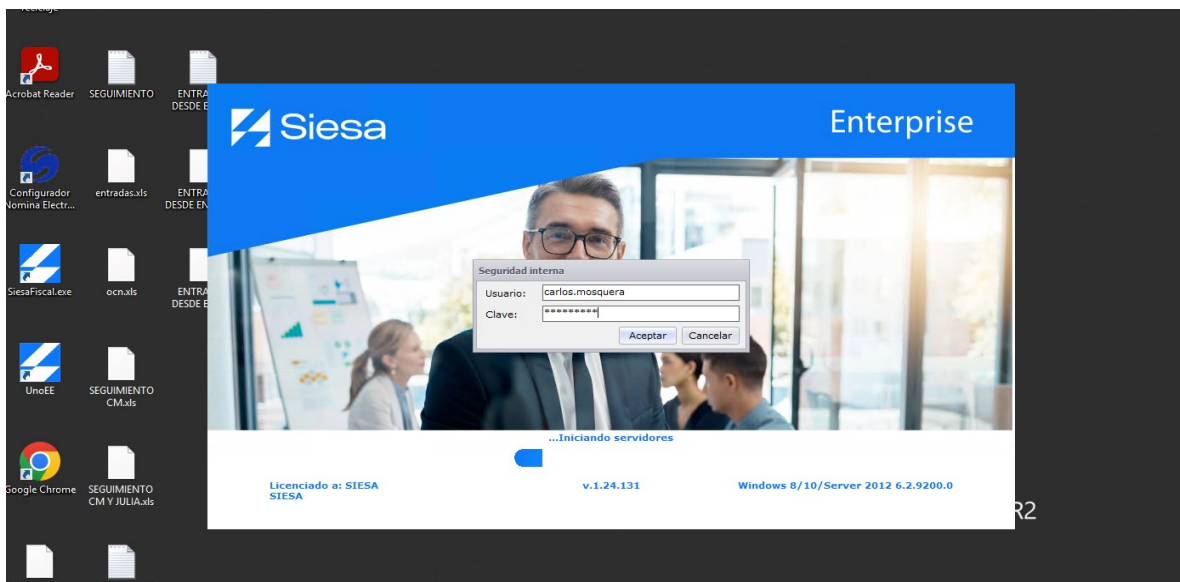 reciclaje
Acrobat Reader
SEGUIMIENTO
ENTRA
DESDE E
Siesa
Enterprise
Configurador
Nomina Electr...
entradas.xls
ENTRA
DESDE EN
Seguridad interna
Usuario: carlos.mosquera
Clave: *********
Aceptar Cancelar
SiesaFiscal.exe
ocn.xls
ENTRA
DESDE E
UnoEE
SEGUIMIENTO
CM.xls
...Iniciando servidores
Google Chrome
SEGUIMIENTO
CM Y JULIA.xls
Licenciado a: SIESA
SIESA
v.1.24.131
Windows 8/10/Server 2012 6.2.9200.0
R2